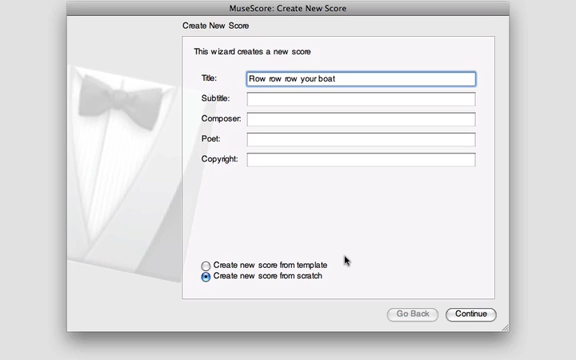 MuseScore: Create New Score
Create New Score
This wizard creates a new score
Title: Row row row your boat
Subtitle:
Composer:
Poet:
Copyright:
Create new score from template
Create new score from scratch
Go Back Continue